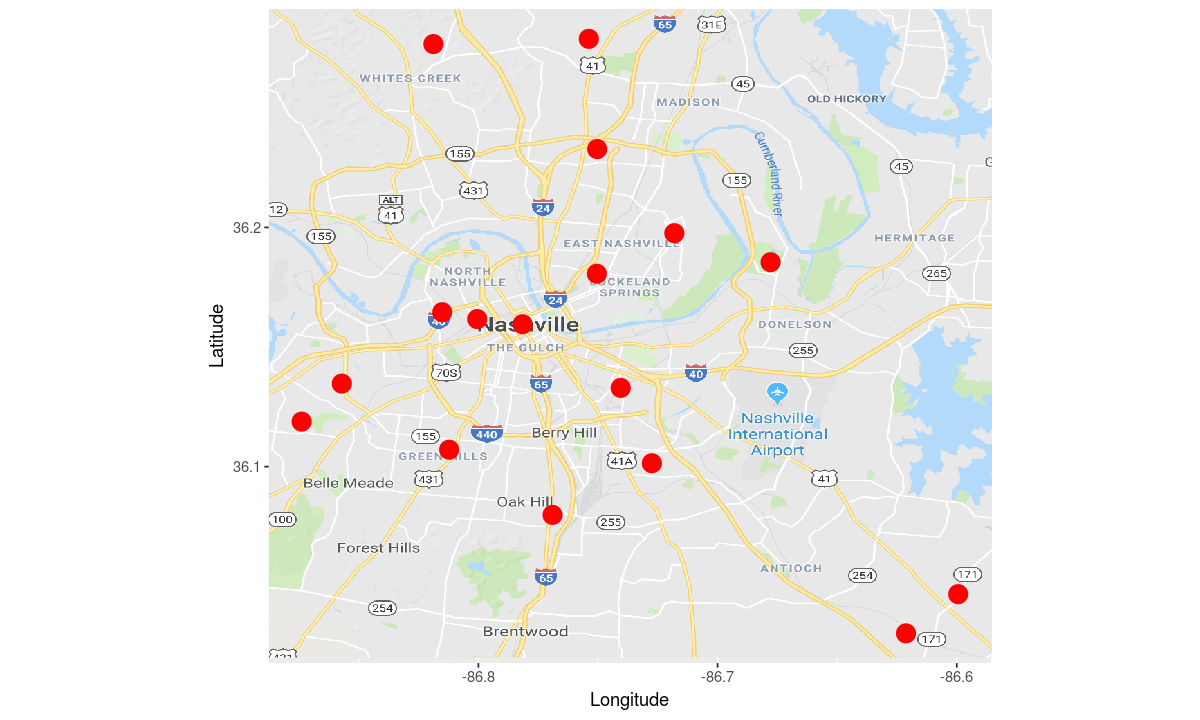 65
31E
41
WHITES CREEK
45
MADISON
OLD HICKORY
155
431
Cumberland River
155
45
G
ALT
41
24
12
155
36.2
EAST NASHVILLE
HERMITAGE
NORTH
NASHVILLE
265
SPRINGS
24
40
Nashville
DONELSON
THE GULCH
255
70S
65
40
Latitude
Nashville
International
Airport
155
440
Berry Hill
GREEN HILLS
41A
36.1
431
41
Belle Meade
Oak Hill
100
255
Forest Hills
65
ANTIOCH
254
171
254
Brentwood
171
431
-86.8
-86.7
-86.6
Longitude